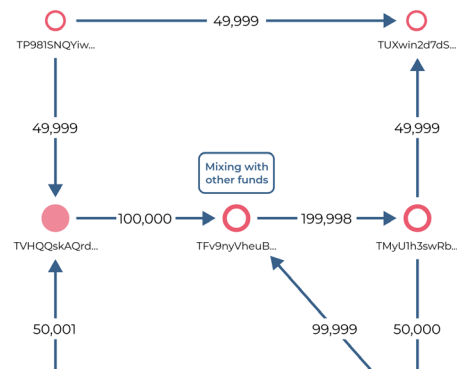 49,999
TP981SNQYiw...
TUXwin2d7dS...
49,999
49,999
Mixing with
other funds
100,000
199,998
TVHQQskAQrd...
TFv9nyVheuB...
TMyU1h3swRb...
50,001
99,999
50,000